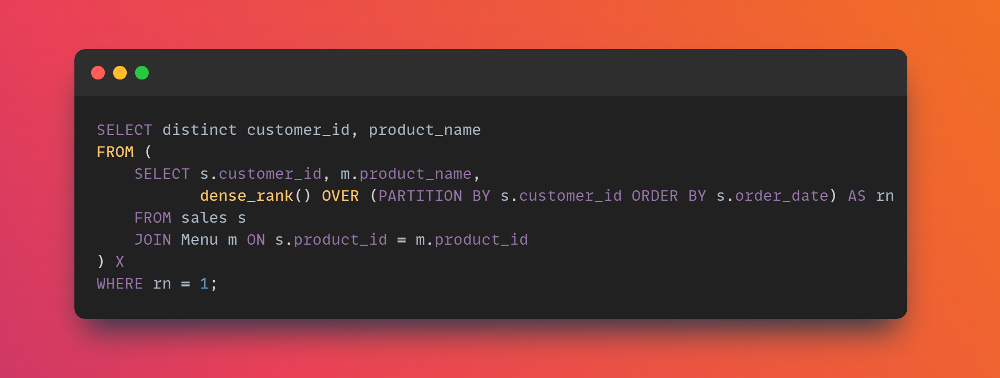 SELECT distinct customer_id, product_name
FROM (
    SELECT s.customer_id, m.product_name,
           dense_rank() OVER (PARTITION BY s.customer_id ORDER BY s.order_date) AS rn
    FROM sales s
    JOIN Menu m ON s.product_id = m.product_id
) X
WHERE rn = 1;